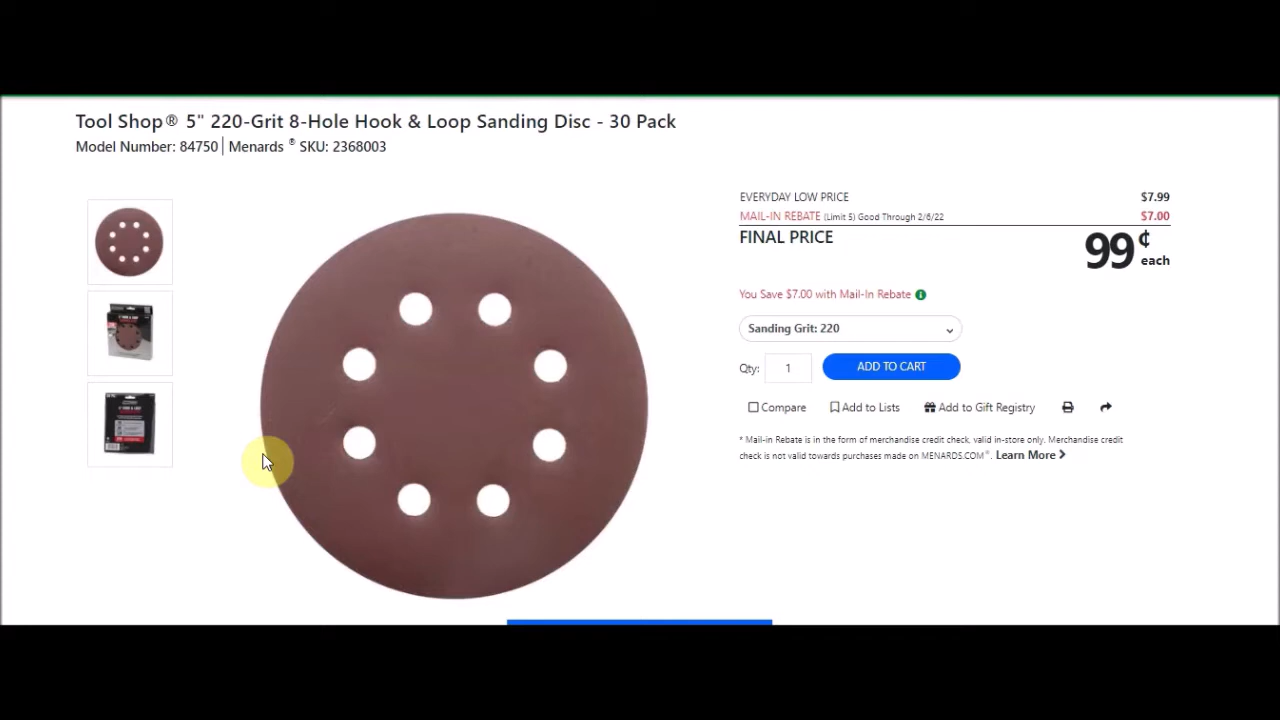 Tool Shop® 5" 220-Grit 8-Hole Hook & Loop Sanding Disc - 30 Pack
Model Number: 84750 | Menards ® SKU: 2368003
EVERYDAY LOW PRICE $7.99
MAIL-IN REBATE (Limit 5) Good Through 2/6/22 $7.00
FINAL PRICE 99¢ each
You Save $7.00 with Mail-In Rebate
Sanding Grit: 220
Qty: 1 ADD TO CART
Compare Add to Lists Add to Gift Registry
* Mail-in Rebate is in the form of merchandise credit check, valid in-store only. Merchandise credit
check is not valid towards purchases made on MENARDS.COM®. Learn More